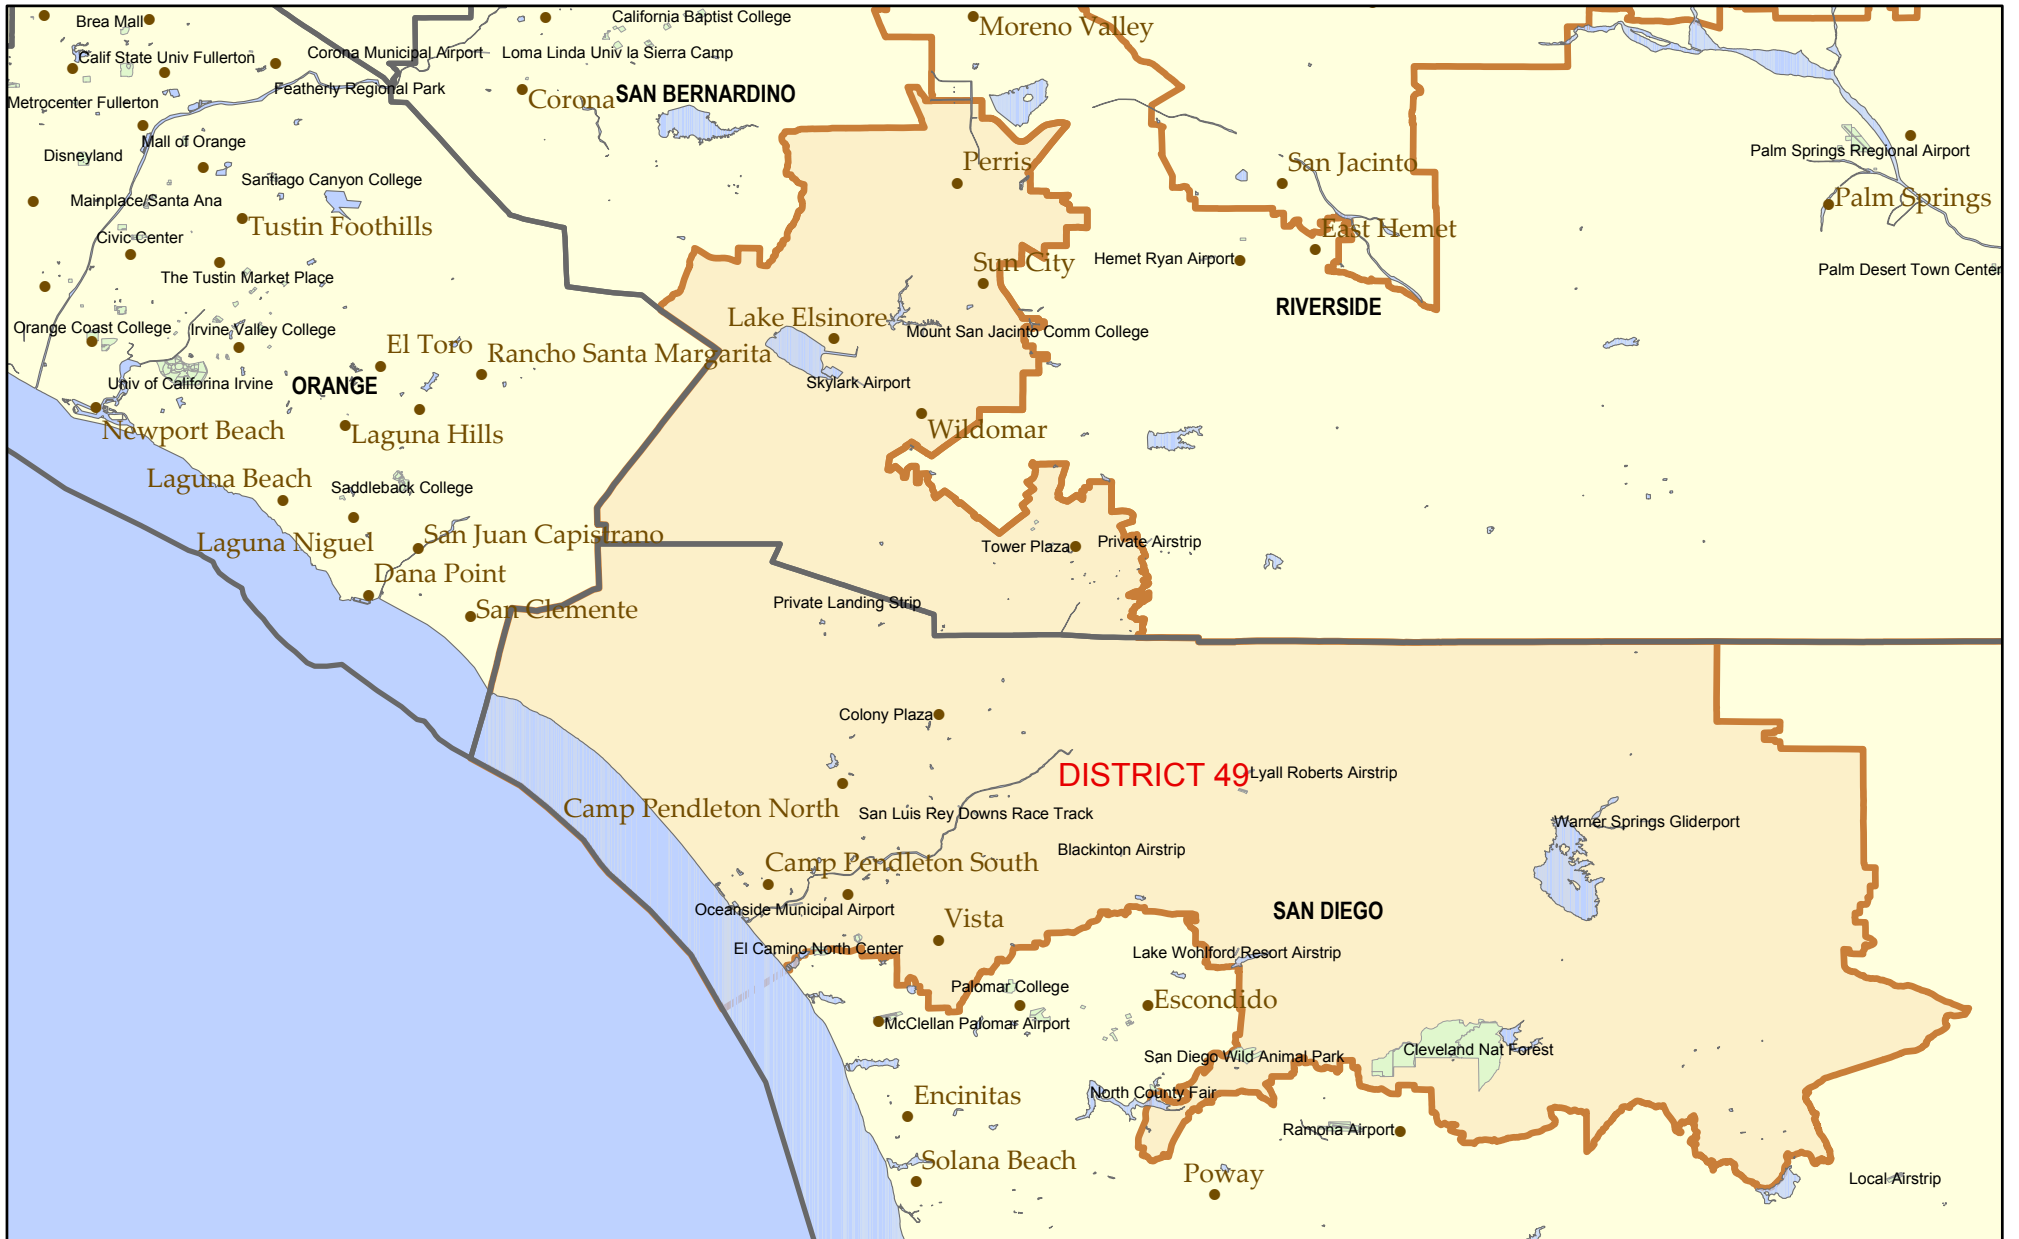 Brea Mall
California Baptist College
Moreno Valley
Calif State Univ Fullerton
Corona Municipal Airport
Loma Linda Univ la Sierra Camp
Featherly Regional Park
Corona
SAN BERNARDINO
Metrocenter Fullerton
Mall of Orange
Disneyland
Perris
San Jacinto
Palm Springs Rregional Airport
Santiago Canyon College
Mainplace/Santa Ana
Palm Springs
Tustin Foothills
East Hemet
Civic Center
Sun City
Hemet Ryan Airport
Palm Desert Town Center
The Tustin Market Place
RIVERSIDE
Lake Elsinore
Orange Coast College
Irvine Valley College
Mount San Jacinto Comm College
El Toro
Rancho Santa Margarita
Univ of Califorina Irvine
ORANGE
Skylark Airport
Newport Beach
Laguna Hills
Wildomar
Laguna Beach
Saddleback College
San Juan Capistrano
Laguna Niguel
Tower Plaza
Private Airstrip
Dana Point
San Clemente
Private Landing Strip
Colony Plaza
DISTRICT 49
Lyall Roberts Airstrip
Camp Pendleton North
San Luis Rey Downs Race Track
Warner Springs Gliderport
Blackinton Airstrip
Camp Pendleton South
Oceanside Municipal Airport
SAN DIEGO
Vista
El Camino North Center
Lake Wohlford Resort Airstrip
Palomar College
Escondido
McClellan Palomar Airport
San Diego Wild Animal Park
Cleveland Nat Forest
Encinitas
North County Fair
Ramona Airport
Solana Beach
Poway
Local Airstrip